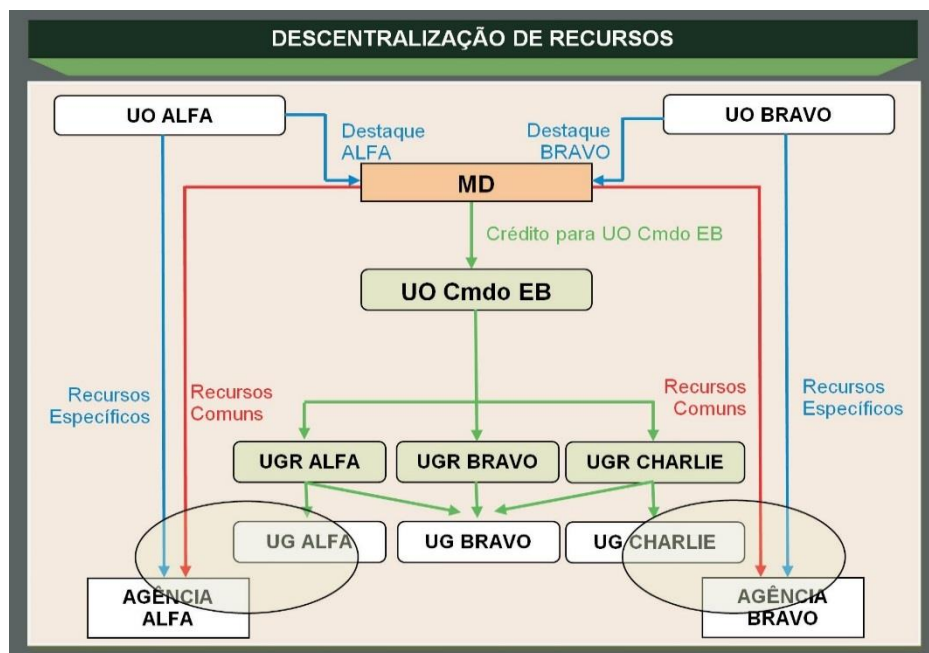 DESCENTRALIZAÇÃO DE RECURSOS
UO ALFA
UO BRAVO
Destaque
ALFA
Destaque
BRAVO
MD
Crédito para UO Cmdo EB
UO Cmdo EB
Recursos
Específicos
Recursos
Comuns
Recursos
Comuns
Recursos
Específicos
UGR ALFA
UGR BRAVO
UGR CHARLIE
UG ALFA
UG BRAVO
UG CHARLIE
AGÊNCIA
ALFA
AGÊNCIA
BRAVO